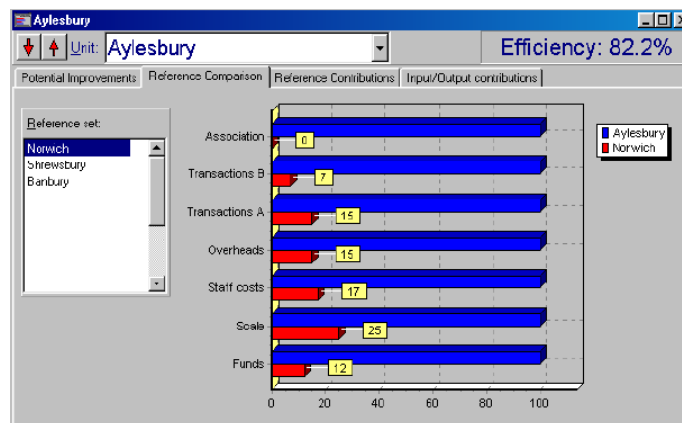 Aylesbury
Unit: Aylesbury
Efficiency: 82.2%
Potential Improvements
Reference Comparison
Reference Contributions
Input/Output contributions
Reference set:
Norwich
Shrewsbury
Banbury
Association
0
Transactions B
7
Transactions A
15
Overheads
15
Staff costs
17
Scale
25
Funds
12
0 20 40 60 80 100
Aylesbury
Norwich